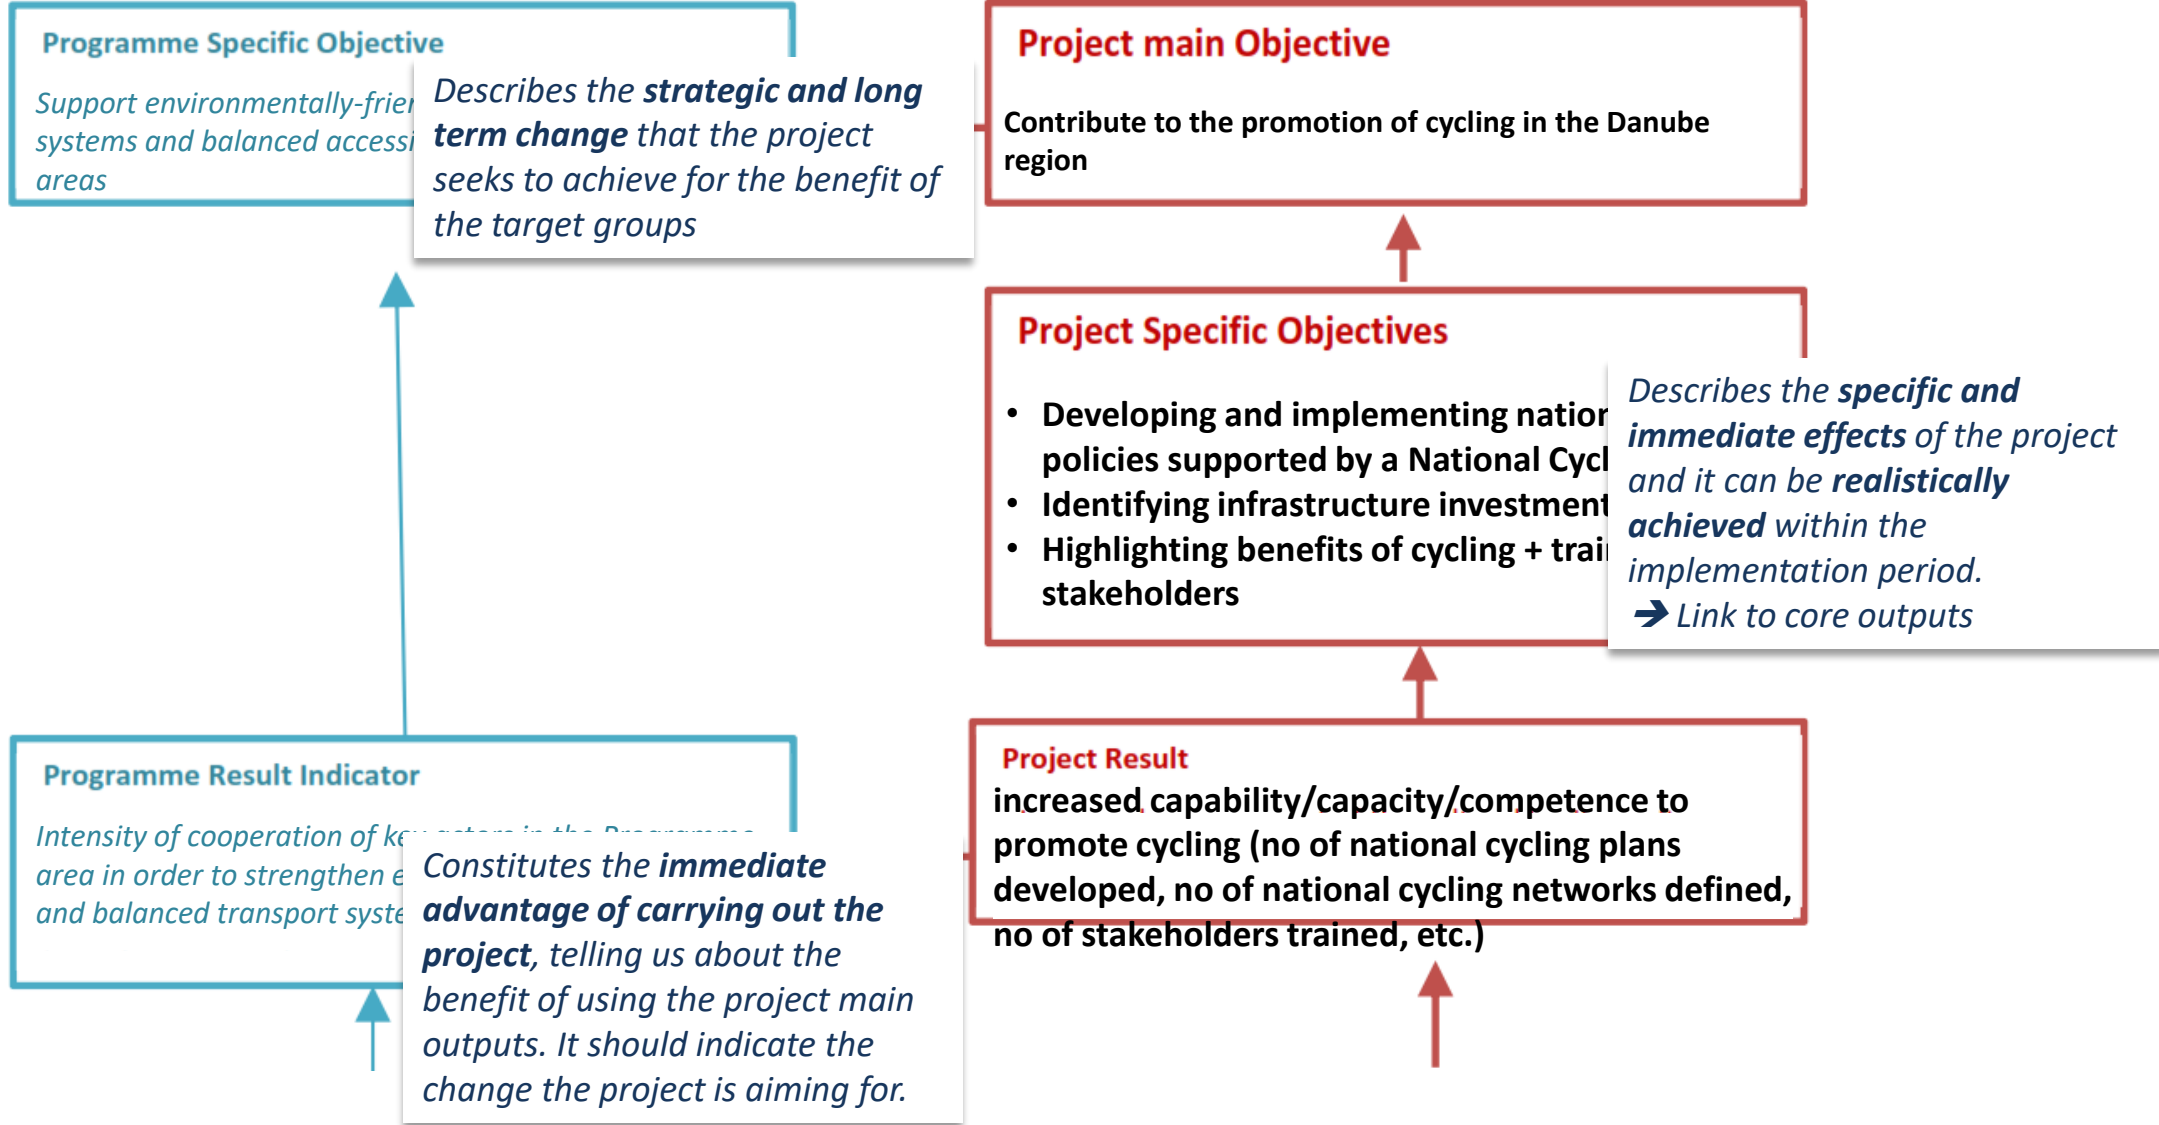 Programme Specific Objective
Support environmentally-frien
systems and balanced accessi
areas
Describes the strategic and long
term change that the project
seeks to achieve for the benefit of
the target groups
Project main Objective
Contribute to the promotion of cycling in the Danube
region
Project Specific Objectives
• Developing and implementing nation
policies supported by a National Cycl
• Identifying infrastructure investment
• Highlighting benefits of cycling + trai
stakeholders
Describes the specific and
immediate effects of the project
and it can be realistically
achieved within the
implementation period.
➔ Link to core outputs
Programme Result Indicator
Intensity of cooperation of key actors in the Programme
area in order to strengthen e
and balanced transport syste
Constitutes the immediate
advantage of carrying out the
project, telling us about the
benefit of using the project main
outputs. It should indicate the
change the project is aiming for.
Project Result
increased capability/capacity/competence to
promote cycling (no of national cycling plans
developed, no of national cycling networks defined,
no of stakeholders trained, etc.)